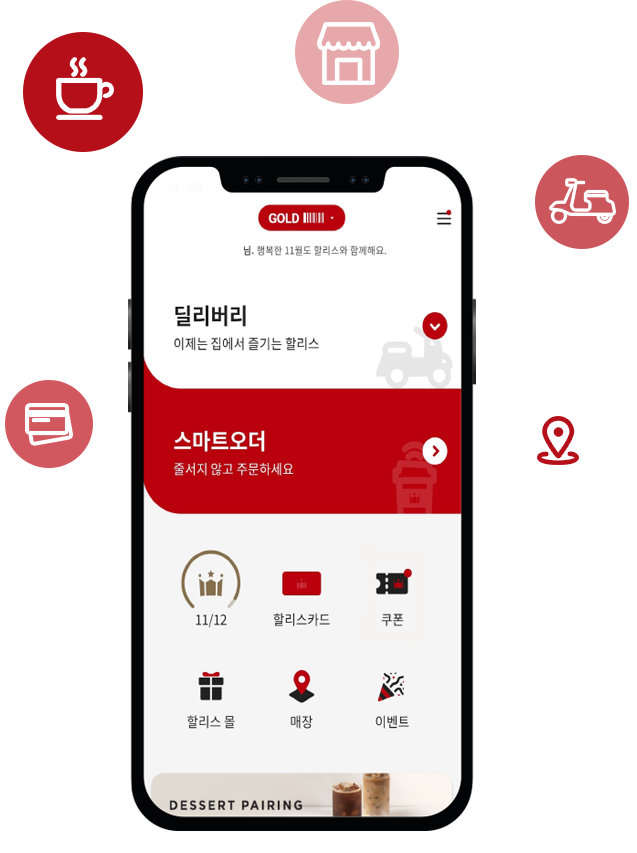 GOLD
님. 행복한 11월도 할리스와 함께해요.
딜리버리
이제는 집에서 즐기는 할리스
스마트오더
줄서지 않고 주문하세요
11/12
할리스카드
쿠폰
할리스 몰
매장
이벤트
DESSERT PAIRING